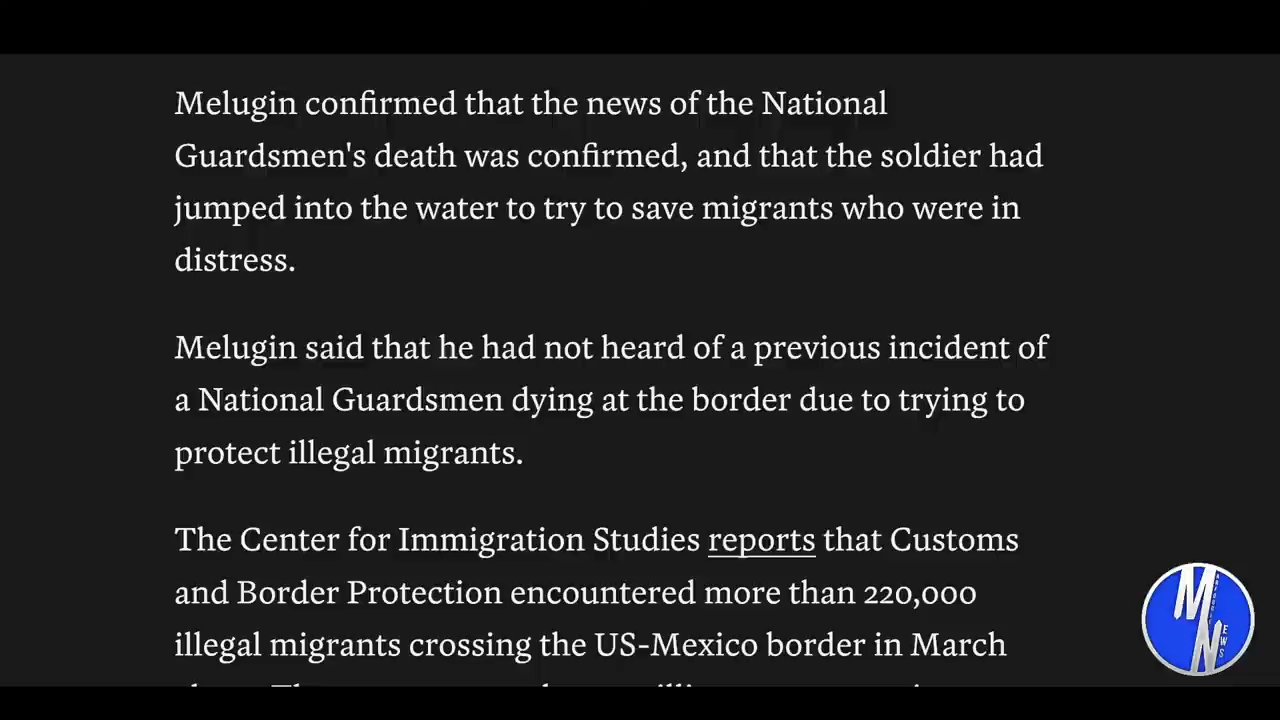 Melugin confirmed that the news of the National
Guardsmen's death was confirmed, and that the soldier had
jumped into the water to try to save migrants who were in
distress.
Melugin said that he had not heard of a previous incident of
a National Guardsmen dying at the border due to trying to
protect illegal migrants.
The Center for Immigration Studies reports that Customs
and Border Protection encountered more than 220,000
illegal migrants crossing the US-Mexico border in March
M
N
EWS